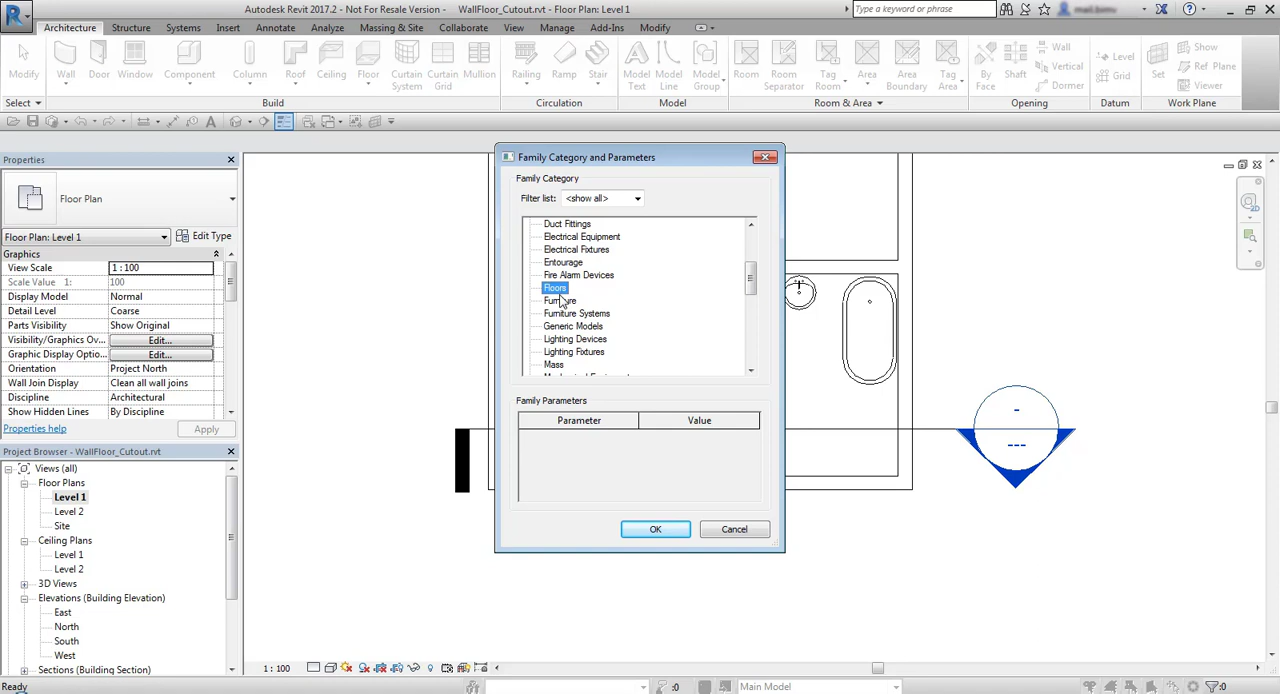 Autodesk Revit 2017.2 - Not For Resale Version - WallFloor_Cutout.rvt - Floor Plan: Level 1
Type a keyword or phrase
Architecture Structure Systems Insert Annotate Analyze Massing & Site Collaborate View Manage Add-Ins Modify
Modify Wall Door Window Component Column Roof Ceiling Floor Curtain System Curtain Grid Mullion Railing Ramp Stair Model Text Model Line Model Group Room Room Separator Tag Room Area Area Boundary Tag Area By Face Shaft Wall Vertical Dormer Level Grid Set Show Ref Plane Viewer
Select Build Circulation Model Room & Area Opening Datum Work Plane
Properties
Floor Plan
Floor Plan: Level 1 Edit Type
Graphics
View Scale 1 : 100
Scale Value 1: 100
Display Model Normal
Detail Level Coarse
Parts Visibility Show Original
Visibility/Graphics Ov... Edit...
Graphic Display Optio... Edit...
Orientation Project North
Wall Join Display Clean all wall joins
Discipline Architectural
Show Hidden Lines By Discipline
Properties help Apply
Project Browser - WallFloor_Cutout.rvt
Views (all)
Floor Plans
Level 1
Level 2
Site
Ceiling Plans
Level 1
Level 2
3D Views
Elevations (Building Elevation)
East
North
South
West
Sections (Building Section)
Family Category and Parameters
Family Category
Filter list: <show all>
Duct Fittings
Electrical Equipment
Electrical Fixtures
Entourage
Fire Alarm Devices
Floors
Furniture
Furniture Systems
Generic Models
Lighting Devices
Lighting Fixtures
Mass
Family Parameters
Parameter Value
OK Cancel
-
---
1 : 100
Ready :0 Main Model :0